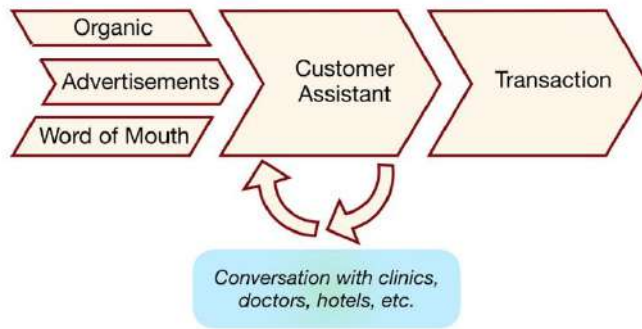 Organic
Advertisements
Word of Mouth
Customer
Assistant
Transaction
Conversation with clinics,
doctors, hotels, etc.